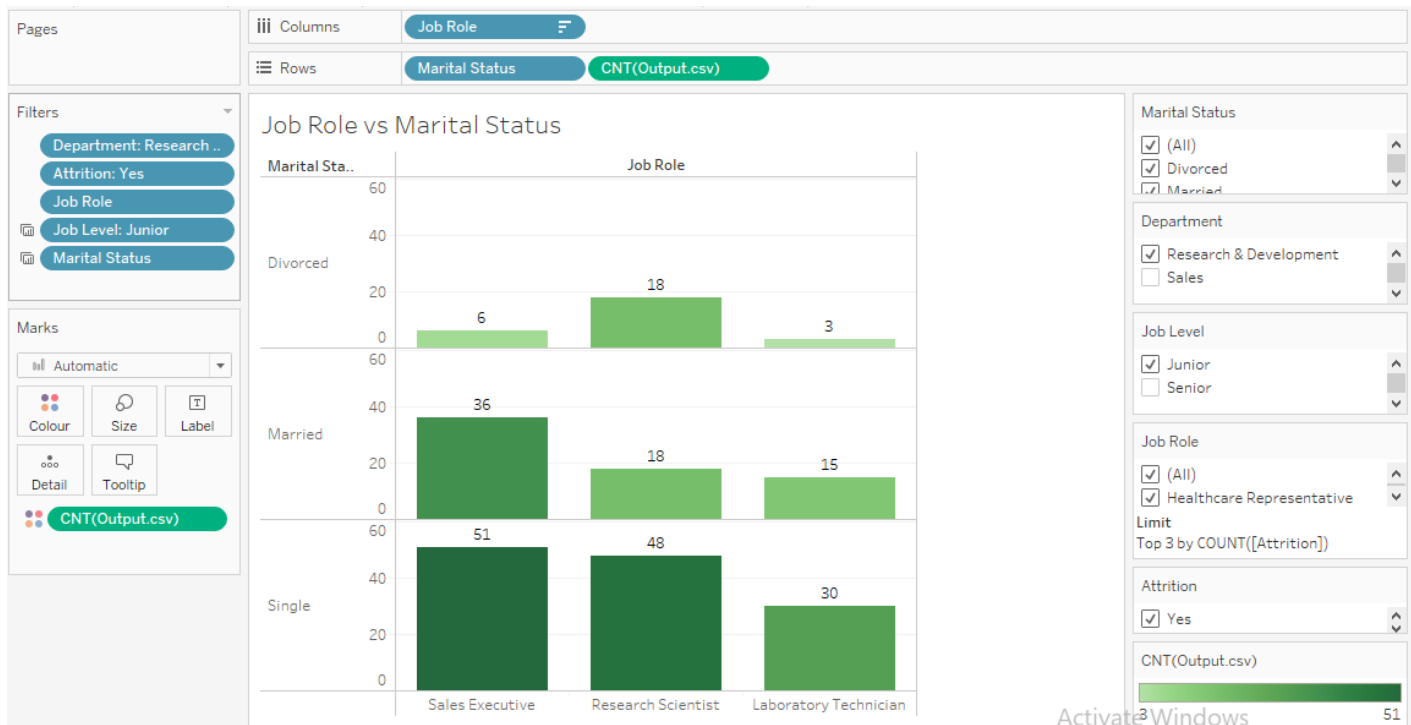 Pages
Columns
Job Role
Rows
Marital Status CNT(Output.csv)
Filters
Department: Research ..
Attrition: Yes
Job Role
Job Level: Junior
Marital Status
Marks
Automatic
Colour Size Label
Detail Tooltip
CNT(Output.csv)
Job Role vs Marital Status
Marital Sta.. Job Role
60
40
Divorced
20
0
6 18 3
60
40
Married
20
0
36 18 15
60
40
Single
20
0
51 48 30
Sales Executive Research Scientist Laboratory Technician
Marital Status
(All)
Divorced
Married
Department
Research & Development
Sales
Job Level
Junior
Senior
Job Role
(All)
Healthcare Representative
Limit
Top 3 by COUNT([Attrition])
Attrition
Yes
CNT(Output.csv)
3 51
Activate Windows